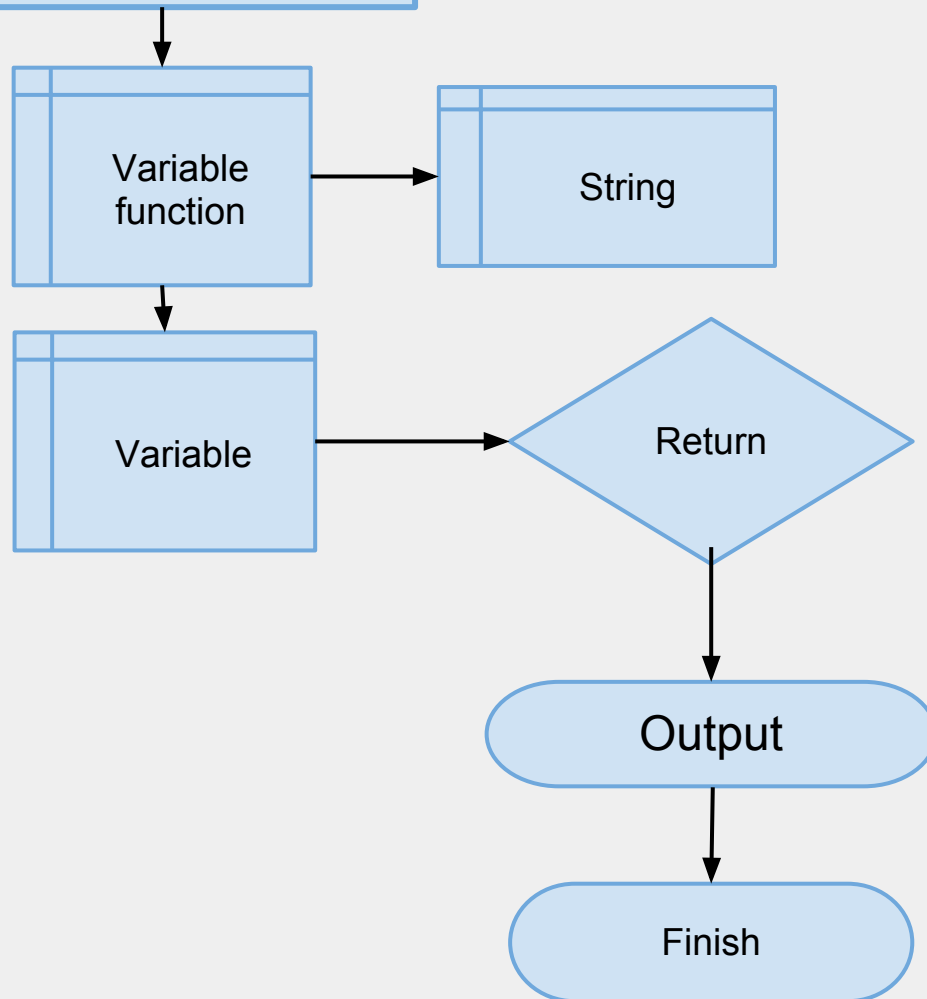 Variable
function
String
Variable
Return
Output
Finish